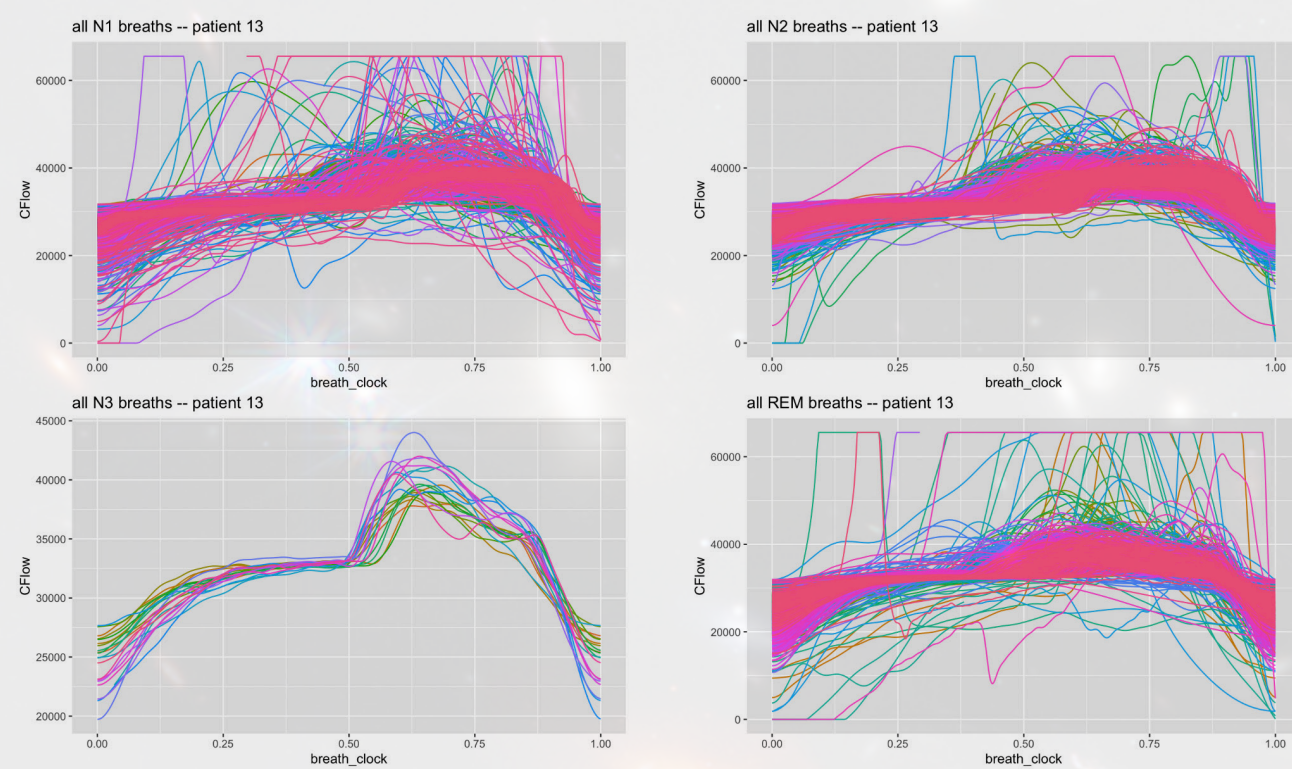 all N1 breaths -- patient 13
60000
40000
20000
0
CFlow
0.00 0.25 0.50 0.75 1.00
breath_clock
all N2 breaths -- patient 13
60000
40000
20000
0
CFlow
0.00 0.25 0.50 0.75 1.00
breath_clock
all N3 breaths -- patient 13
45000
40000
35000
30000
25000
20000
CFlow
0.00 0.25 0.50 0.75 1.00
breath_clock
all REM breaths -- patient 13
60000
40000
20000
0
CFlow
0.00 0.25 0.50 0.75 1.00
breath_clock